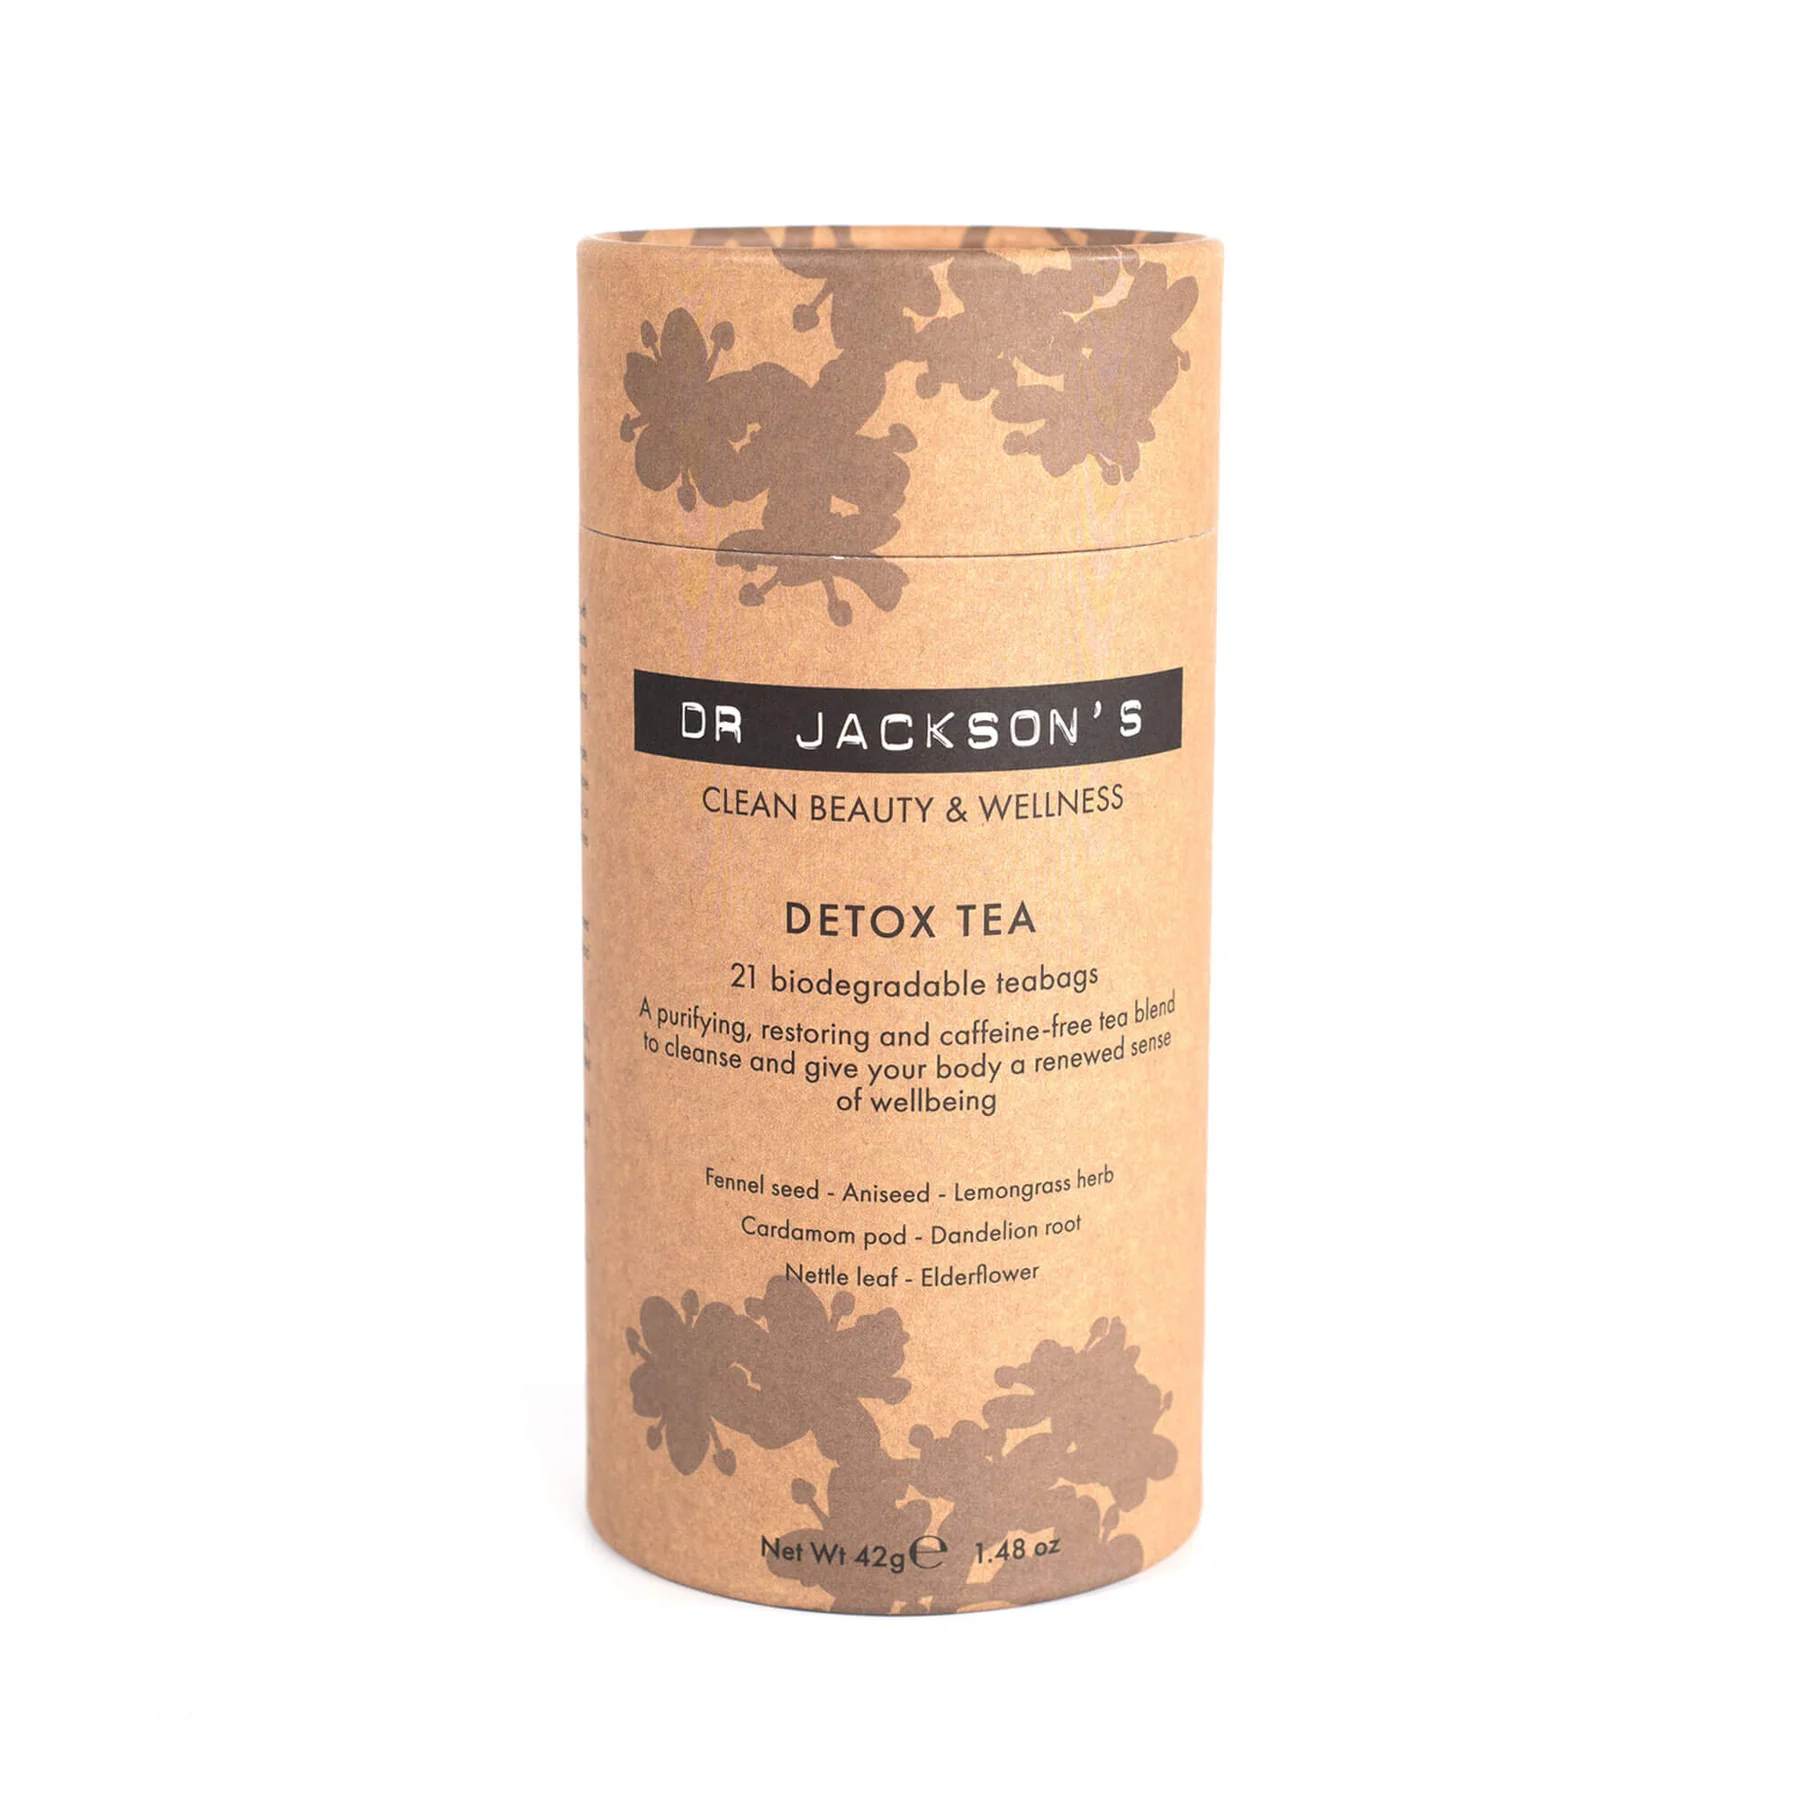 DR JACKSON'S
CLEAN BEAUTY & WELLNESS
DETOX TEA
21 biodegradable teabags
A purifying, restoring and caffeine-free tea blend
to cleanse and give your body a renewed sense
of wellbeing
Fennel seed - Aniseed - Lemongrass herb
Cardamom pod - Dandelion root
Nettle leaf - Elderflower
Net Wt 42g℮ 1.48 oz